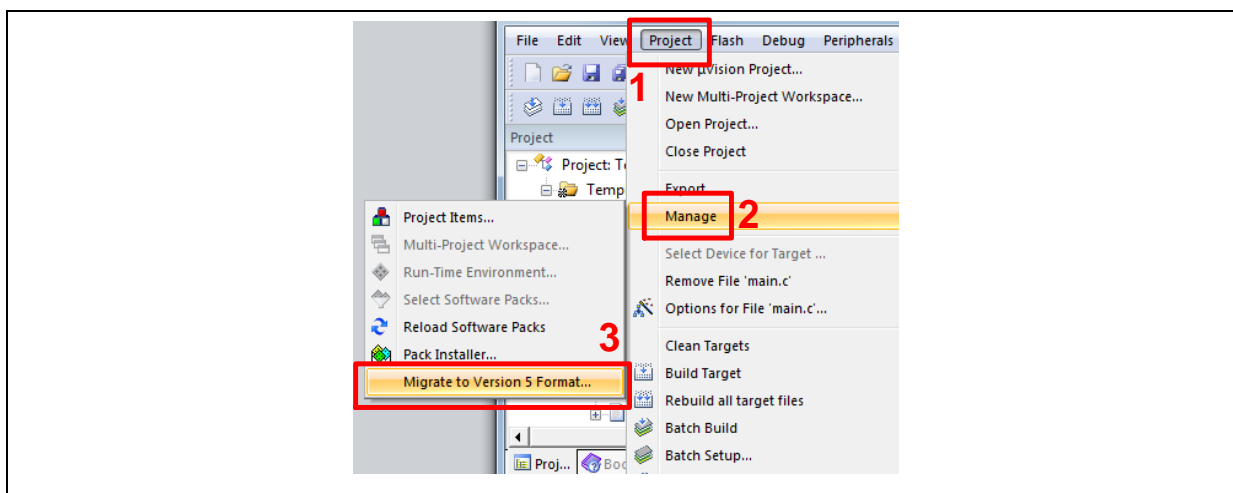 File Edit View Project Flash Debug Peripherals
1
New µVision Project...
New Multi-Project Workspace...
Open Project...
Close Project
Project
Project: Te
Temp
Export
Manage 2
Select Device for Target ...
Remove File 'main.c'
Options for File 'main.c'...
Clean Targets
Build Target
Rebuild all target files
Batch Build
Batch Setup...
Project Items...
Multi-Project Workspace...
Run-Time Environment...
Select Software Packs...
Reload Software Packs
3
Pack Installer...
Migrate to Version 5 Format...
Proj... Boo